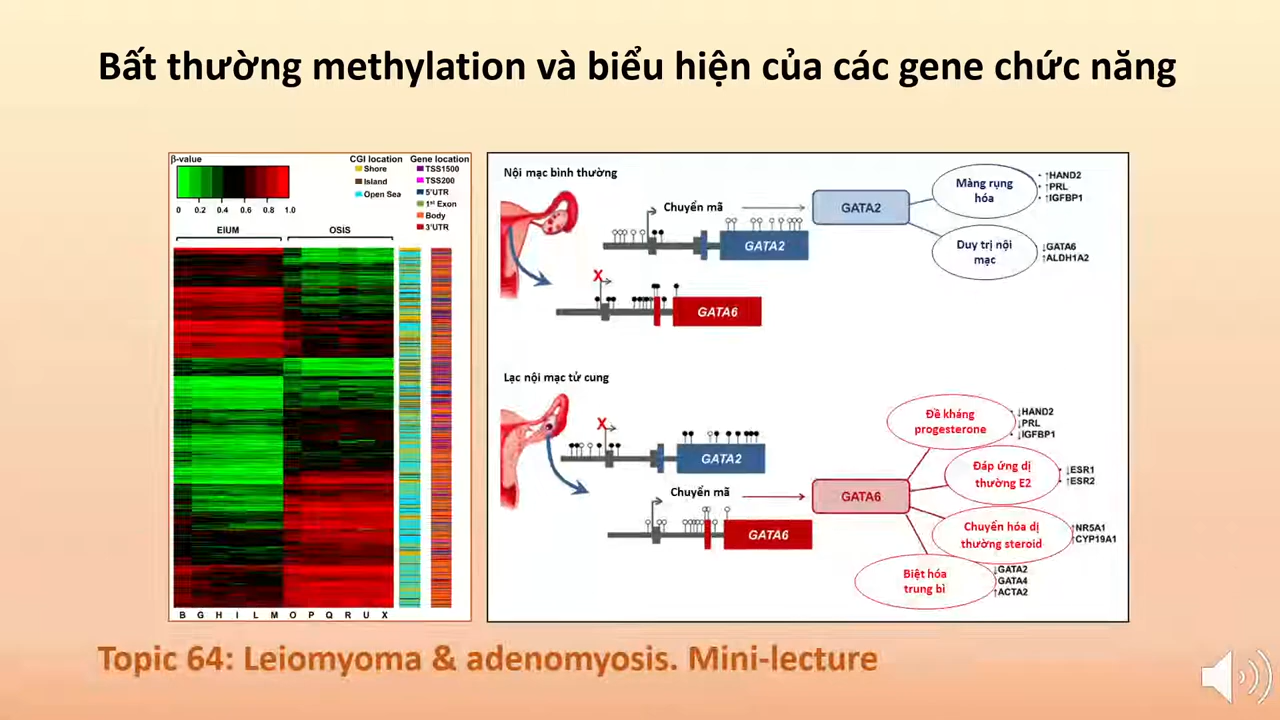 Bất thường methylation và biểu hiện của các gene chức năng
β-value
0 0.2 0.4 0.6 0.8 1.0
CGI location
Shore
Island
Open Sea
Gene location
TSS1500
TSS200
5'UTR
1st Exon
Body
3'UTR
EIUM OSIS
B G H I L M O P Q R U X
Nội mạc bình thường
Chuyển mã
GATA2
GATA2
Màng rụng
hóa
↑HAND2
↑PRL
↑IGFBP1
Duy trị nội
mạc
↓GATA6
↑ALDH1A2
X
GATA6
Lạc nội mạc tử cung
X
GATA2
Chuyển mã
GATA6
GATA6
Đề kháng
progesterone
↓HAND2
↓PRL
↓IGFBP1
Đáp ứng dị
thường E2
↓ESR1
↑ESR2
Chuyển hóa dị
thường steroid
↑NR5A1
↑CYP19A1
Biệt hóa
trung bì
↓GATA2
GATA4
↑ACTA2
Topic 64: Leiomyoma & adenomyosis. Mini-lecture